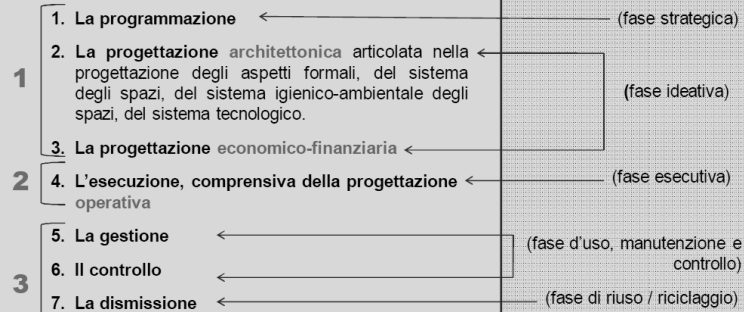 1. La programmazione (fase strategica)
2. La progettazione architettonica articolata nella
progettazione degli aspetti formali, del sistema
degli spazi, del sistema igienico-ambientale degli
spazi, del sistema tecnologico.
(fase ideativa)
1
3. La progettazione economico-finanziaria
2
4. L'esecuzione, comprensiva della progettazione
operativa
(fase esecutiva)
5. La gestione
(fase d'uso, manutenzione e
controllo)
6. Il controllo
3
7. La dismissione (fase di riuso / riciclaggio)